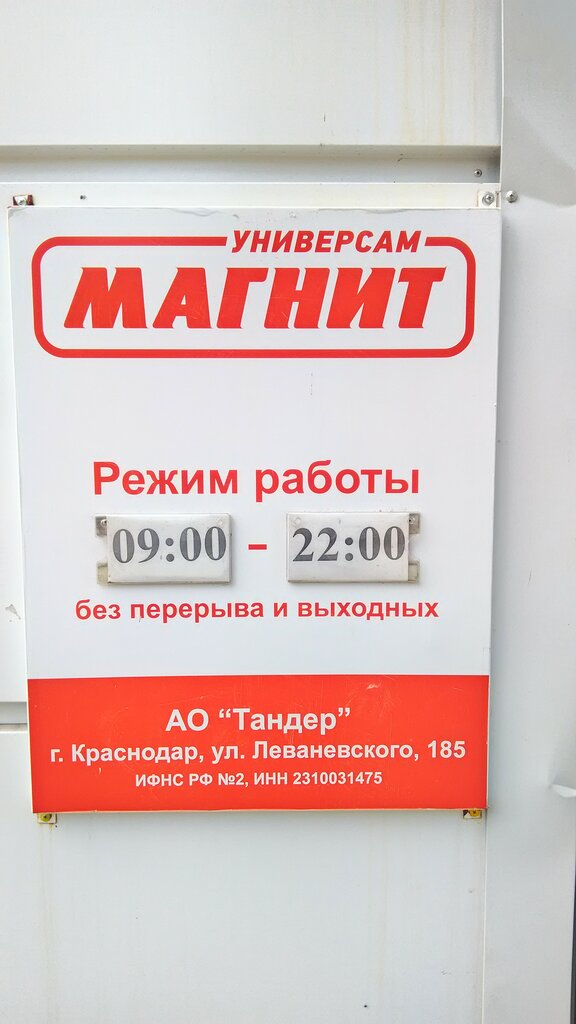 УНИВЕРСАМ
МАГНИТ
Режим работы
09:00 - 22:00
без перерыва и выходных
АО “Тандер”
г. Краснодар, ул. Леваневского, 185
ИФНС РФ №2, ИНН 2310031475